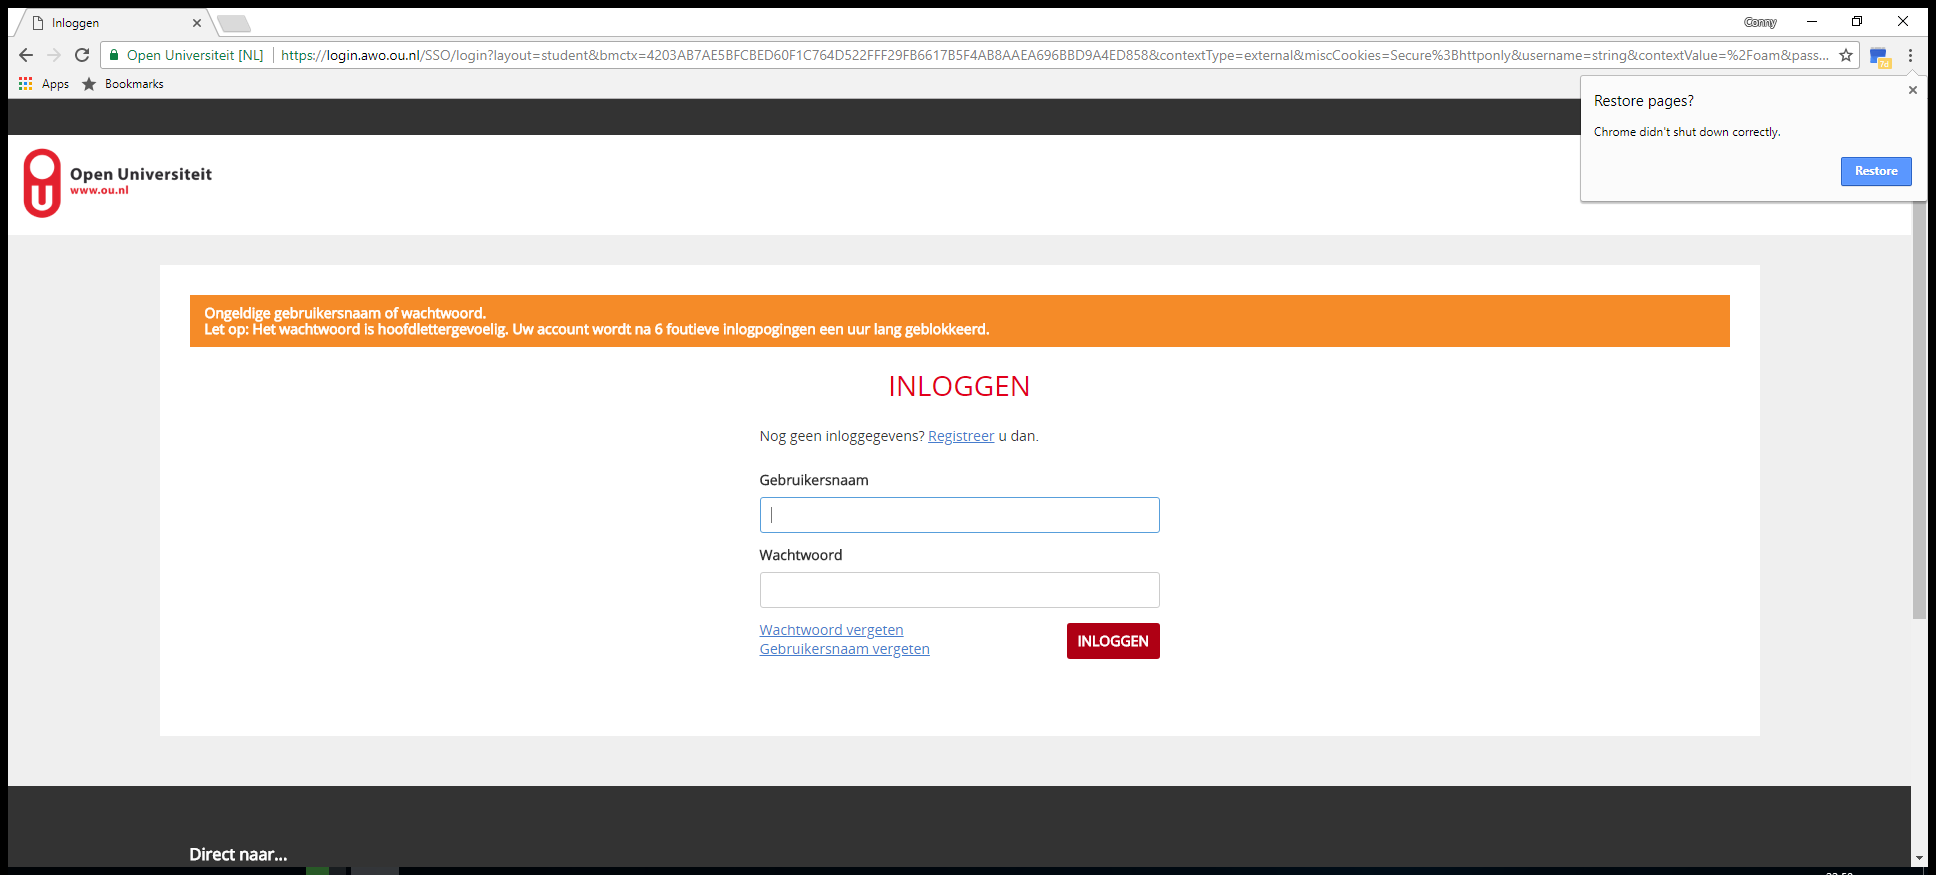 Inloggen
Conny
Open Universiteit [NL]
https://login.awo.ou.nl/SSO/login?layout=student&bmctx=4203AB7AE5BFCBED60F1C764D522FFF29FB6617B5F4AB8AAEA696BBD9A4ED858&contextType=external&miscCookies=Secure%3Bhttponly&username=string&contextValue=%2Foam&pass...
7d
Apps
Bookmarks
Restore pages?
Chrome didn't shut down correctly.
Restore
Open Universiteit
www.ou.nl
Ongeldige gebruikersnaam of wachtwoord.
Let op: Het wachtwoord is hoofdlettergevoelig. Uw account wordt na 6 foutieve inlogpogingen een uur lang geblokkeerd.
INLOGGEN
Nog geen inloggegevens? Registreer u dan.
Gebruikersnaam
Wachtwoord
Wachtwoord vergeten
INLOGGEN
Gebruikersnaam vergeten
Direct naar...